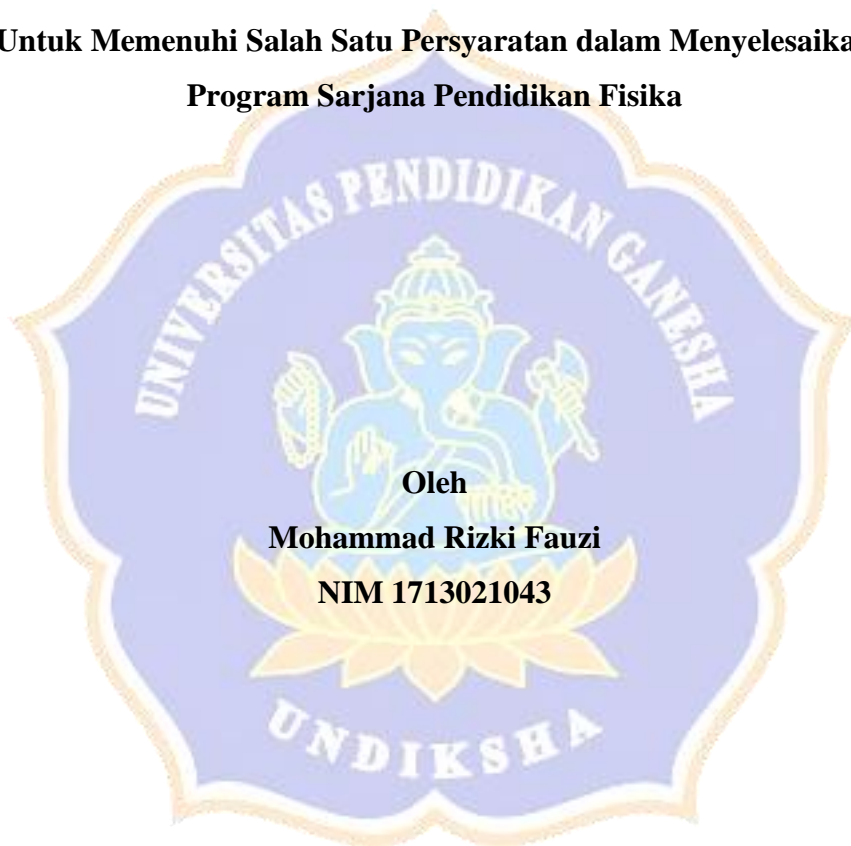 Untuk Memenuhi Salah Satu Persyaratan dalam Menyelesaika
Program Sarjana Pendidikan Fisika
UNIVERSITAS PENDIDIKAN GANESHA
Oleh
Mohammad Rizki Fauzi
NIM 1713021043
UNDIKSHA